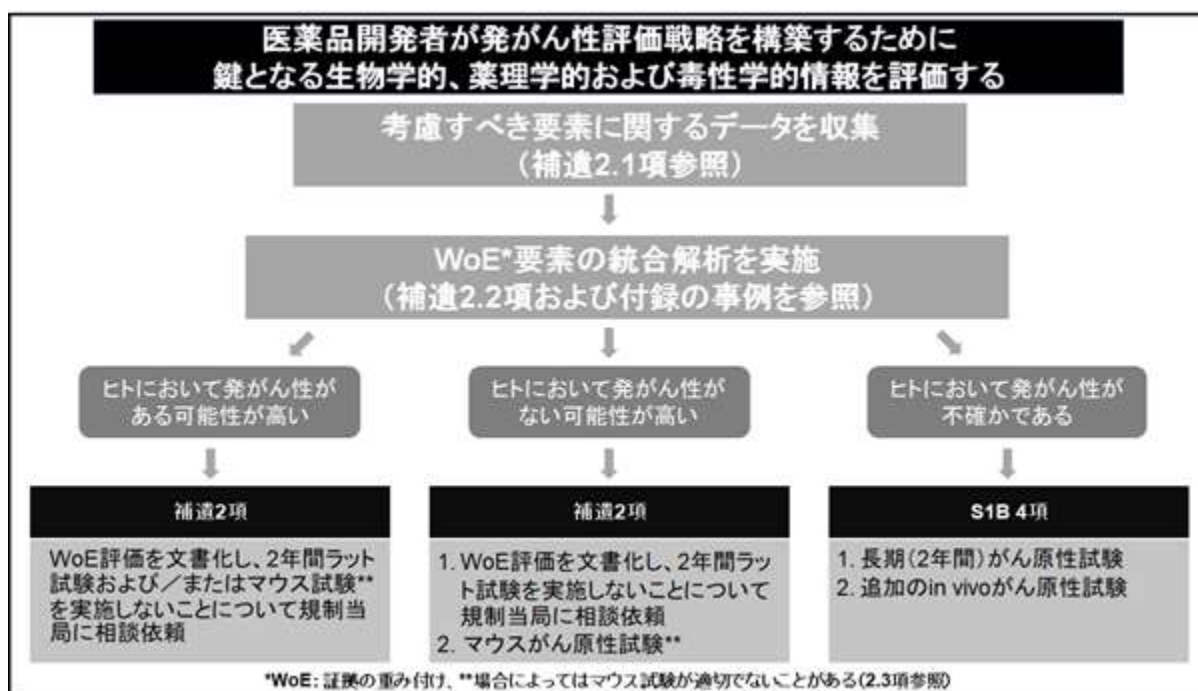 医薬品開発者が発がん性評価戦略を構築するために
鍵となる生物学的、薬理学的および毒性学的情報を評価する
考慮すべき要素に関するデータを収集
（補遺2.1項参照）
WoE*要素の統合解析を実施
（補遺2.2項および付録の事例を参照）
ヒトにおいて発がん性が
ある可能性が高い
ヒトにおいて発がん性が
ない可能性が高い
ヒトにおいて発がん性が
不確かである
補遺2項
WoE評価を文書化し、2年間ラット
試験および／またはマウス試験**
を実施しないことについて規制当
局に相談依頼
補遺2項
1. WoE評価を文書化し、2年間ラッ
ト試験を実施しないことについて
規制当局に相談依頼
2. マウスがん原性試験**
S1B 4項
1. 長期（2年間）がん原性試験
2. 追加のin vivoがん原性試験
*WoE: 証拠の重み付け、**場合によってはマウス試験が適切でないことがある(2.3項参照)